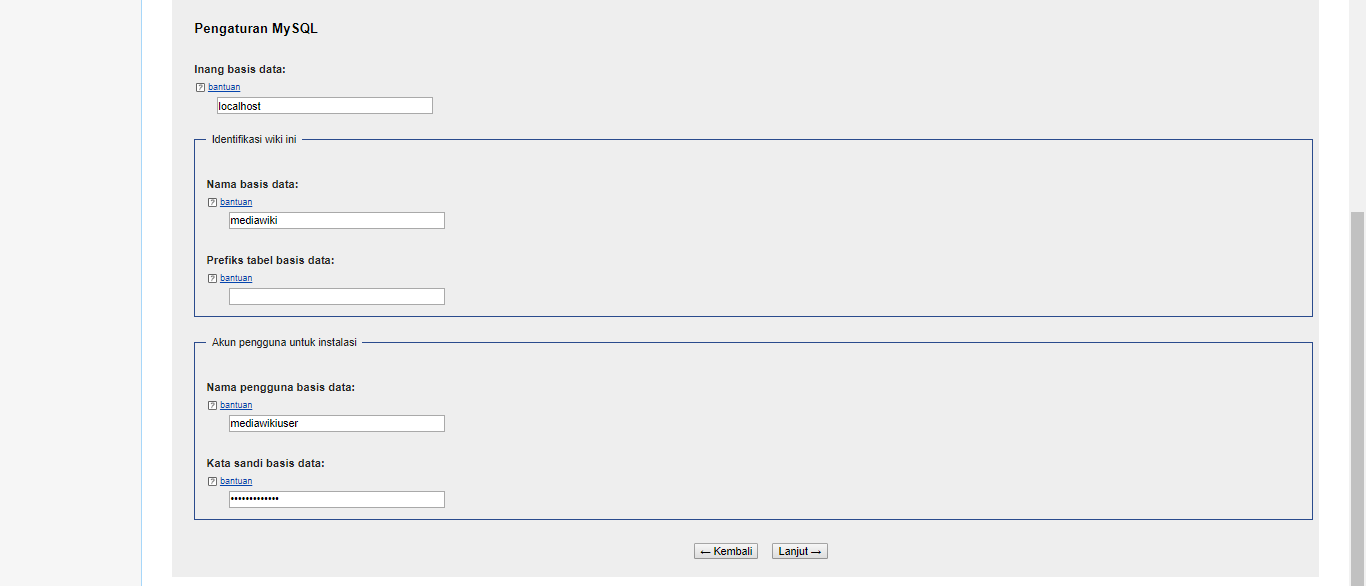 Pengaturan MySQL
Inang basis data:
? bantuan
localhost
Identifikasi wiki ini
Nama basis data:
? bantuan
mediawiki
Prefiks tabel basis data:
? bantuan
Akun pengguna untuk instalasi
Nama pengguna basis data:
? bantuan
mediawikiuser
Kata sandi basis data:
? bantuan
•••••••••••••
← Kembali
Lanjut →